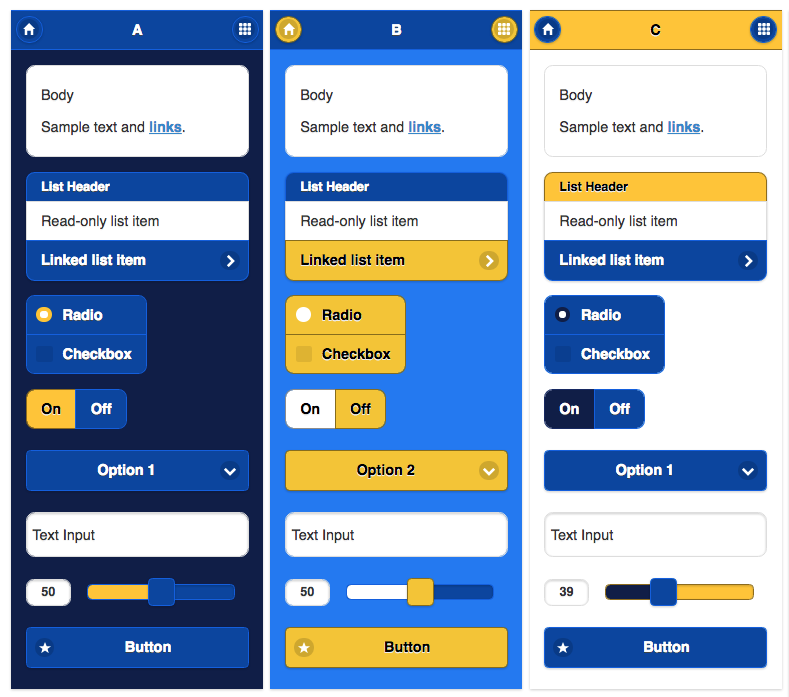 A
Body
Sample text and links.
List Header
Read-only list item
Linked list item
Radio
Checkbox
On Off
Option 1
Text Input
50
Button
B
Body
Sample text and links.
List Header
Read-only list item
Linked list item
Radio
Checkbox
On Off
Option 2
Text Input
50
Button
C
Body
Sample text and links.
List Header
Read-only list item
Linked list item
Radio
Checkbox
On Off
Option 1
Text Input
39
Button